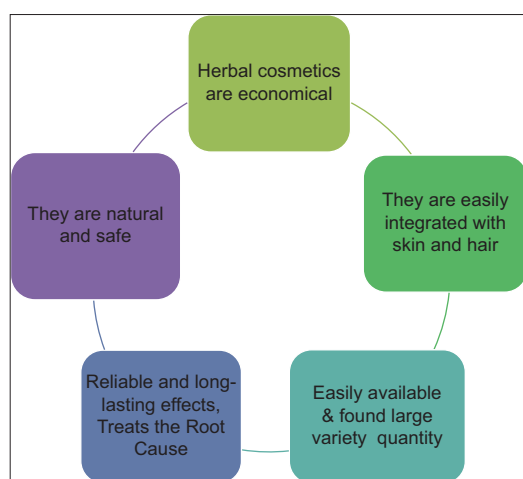 Herbal cosmetics
are economical
They are easily
integrated with
skin and hair
Easily available
& found large
variety quantity
Reliable and long-
lasting effects,
Treats the Root
Cause
They are natural
and safe